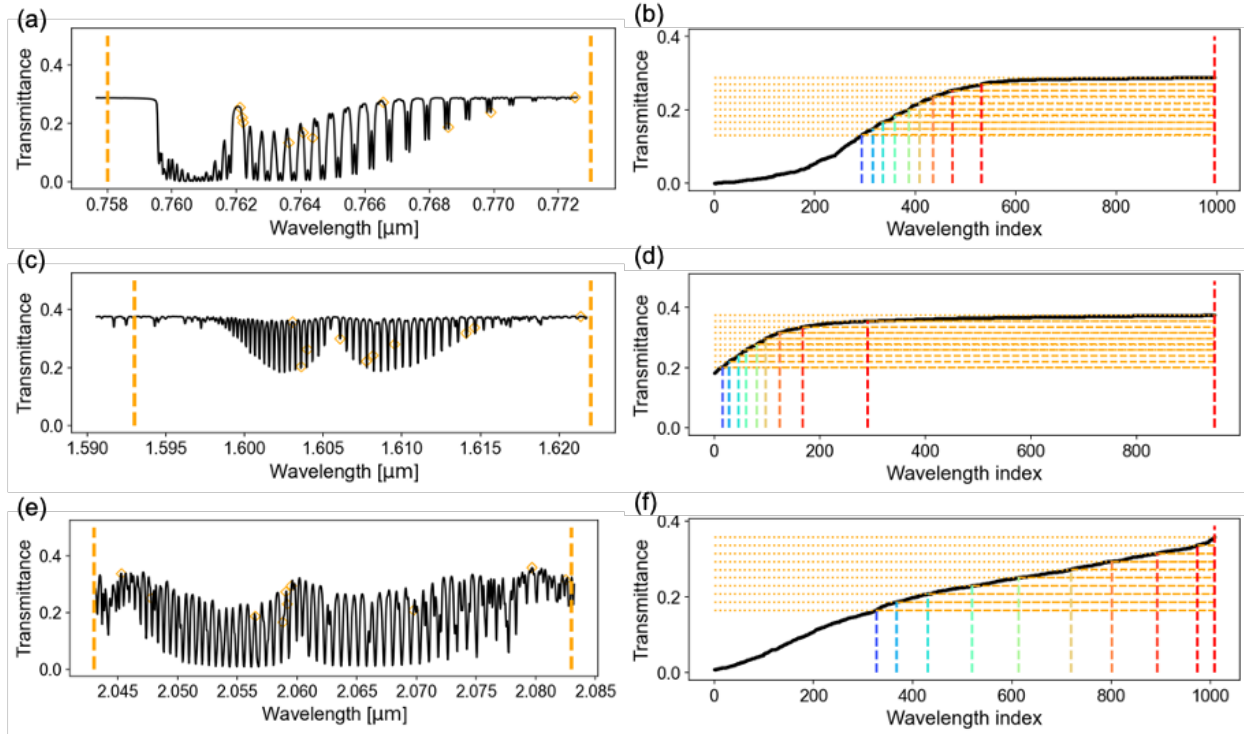 (a)
Transmittance
0.4
0.2
0.0
0.758 0.760 0.762 0.764 0.766 0.768 0.770 0.772
Wavelength [µm]
(b)
Transmittance
0.4
0.2
0.0
0 200 400 600 800 1000
Wavelength index
(c)
Transmittance
0.4
0.2
0.0
1.590 1.595 1.600 1.605 1.610 1.615 1.620
Wavelength [µm]
(d)
Transmittance
0.4
0.2
0.0
0 200 400 600 800
Wavelength index
(e)
Transmittance
0.4
0.2
0.0
2.045 2.050 2.055 2.060 2.065 2.070 2.075 2.080 2.085
Wavelength [µm]
(f)
Transmittance
0.4
0.2
0.0
0 200 400 600 800 1000
Wavelength index